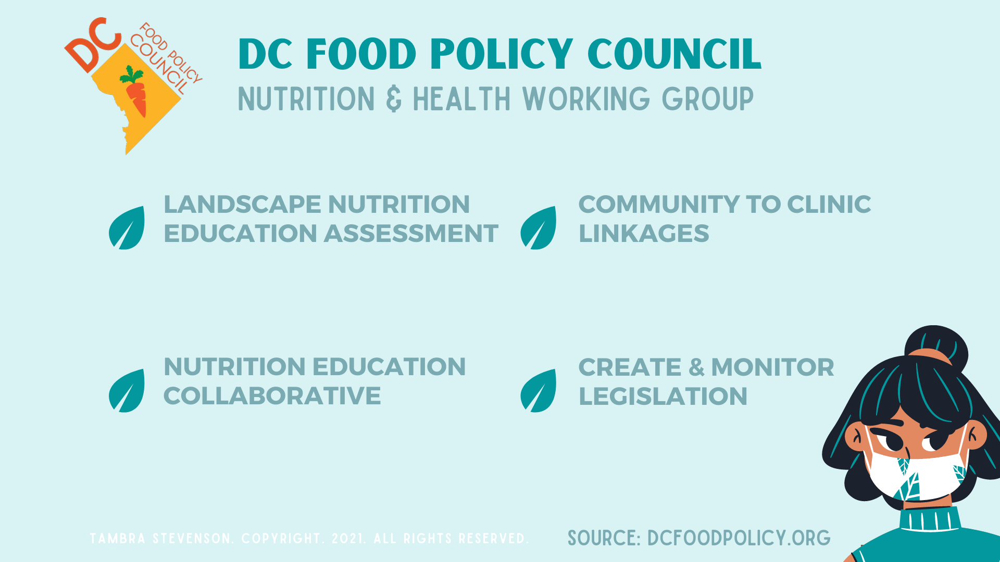 DC
FOOD POLICY
COUNCIL
DC FOOD POLICY COUNCIL
NUTRITION & HEALTH WORKING GROUP
LANDSCAPE NUTRITION
EDUCATION ASSESSMENT
COMMUNITY TO CLINIC
LINKAGES
NUTRITION EDUCATION
COLLABORATIVE
CREATE & MONITOR
LEGISLATION
TAMBRA STEVENSON. COPYRIGHT. 2021. ALL RIGHTS RESERVED.
SOURCE: DCFOODPOLICY.ORG